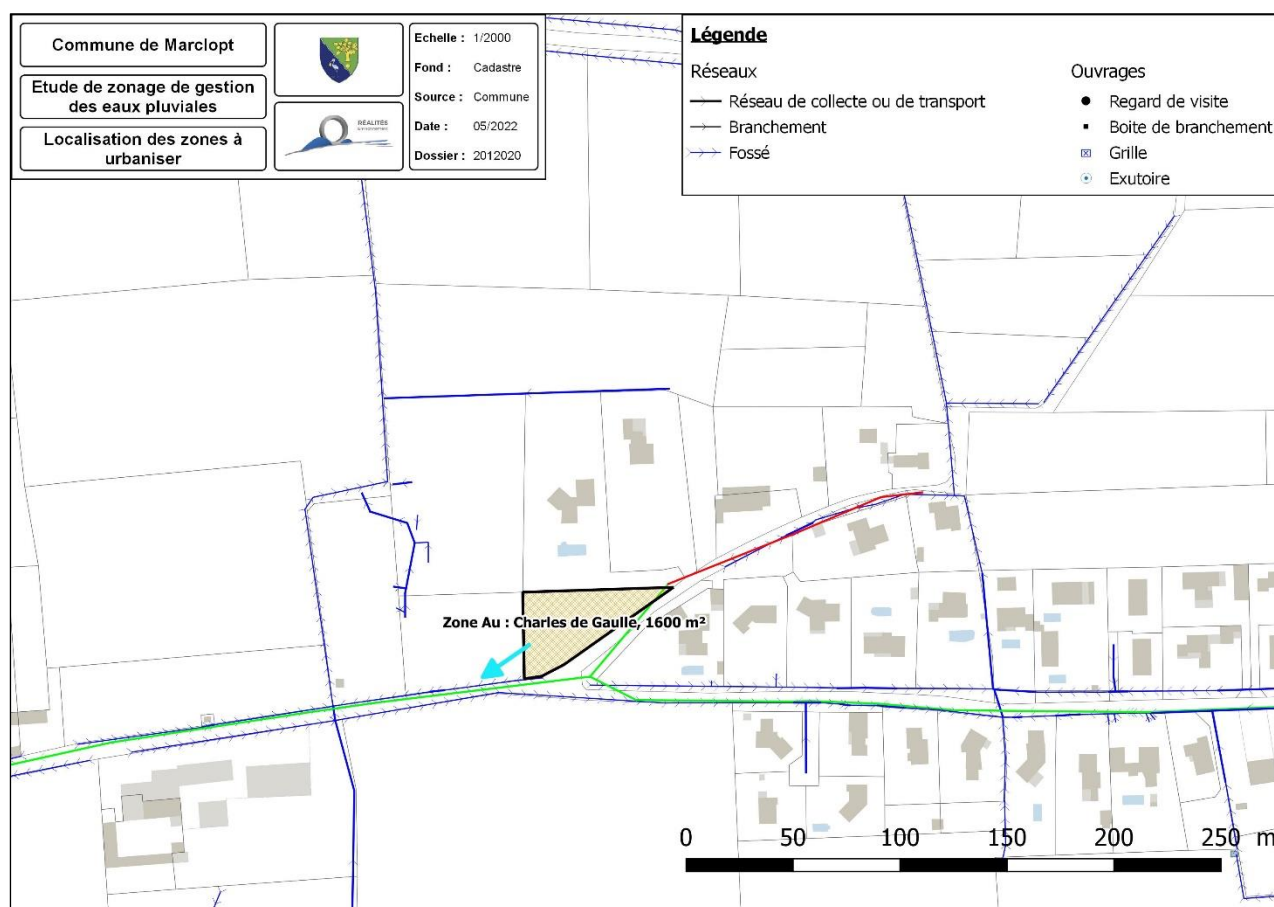 Commune de Marclopt
Etude de zonage de gestion
des eaux pluviales
Localisation des zones à
urbaniser
RÉALITÉS
Echelle : 1/2000
Fond : Cadastre
Source : Commune
Date : 05/2022
Dossier : 2012020
Légende
Réseaux
Réseau de collecte ou de transport
Branchement
Fossé
Ouvrages
Regard de visite
Boite de branchement
Grille
Exutoire
Zone Au : Charles de Gaulle, 1600 m²
0 50 100 150 200 250 m